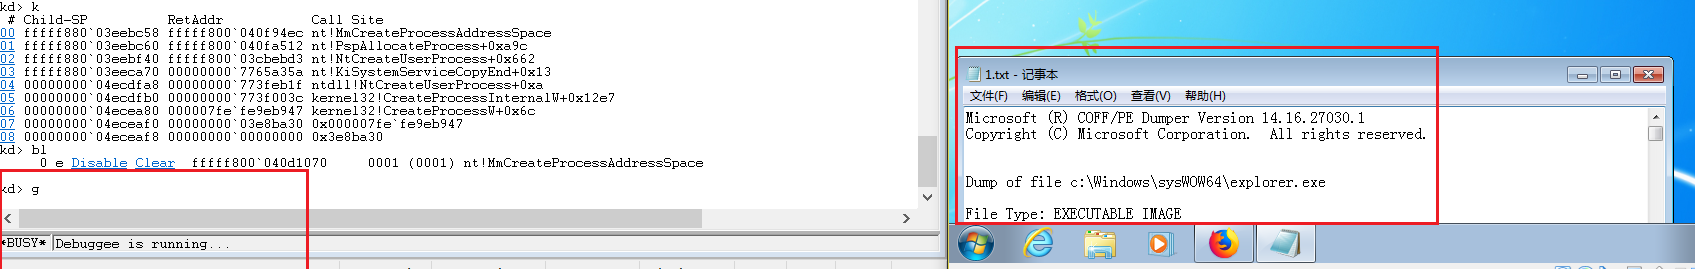 kd> k
# Child-SP          RetAddr           Call Site
00 fffff880`03eebc58 fffff800`040f94ec nt!MmCreateProcessAddressSpace
01 fffff880`03eebc60 fffff800`040fa512 nt!PspAllocateProcess+0xa9c
02 fffff880`03eebf40 fffff800`03cbebd3 nt!NtCreateUserProcess+0x662
03 fffff880`03eeca70 00000000`7765a35a nt!KiSystemServiceCopyEnd+0x13
04 00000000`04ecdfa8 00000000`773feb1f ntdll!NtCreateUserProcess+0xa
05 00000000`04ecdfb0 00000000`773f003c kernel32!CreateProcessInternalW+0x12e7
06 00000000`04ecea80 000007fe`fe9eb947 kernel32!CreateProcessW+0x6c
07 00000000`04eceaf0 00000000`03e8ba30 0x000007fe`fe9eb947
08 00000000`04eceaf8 00000000`00000000 0x3e8ba30
kd> bl
0 e Disable Clear  fffff800`040d1070     0001 (0001) nt!MmCreateProcessAddressSpace
kd> g
*BUSY* Debuggee is running...
1.txt - 记事本
文件(F) 编辑(E) 格式(O) 查看(V) 帮助(H)
Microsoft (R) COFF/PE Dumper Version 14.16.27030.1
Copyright (C) Microsoft Corporation.  All rights reserved.
Dump of file c:\Windows\sysWOW64\explorer.exe
File Type: EXECUTABLE IMAGE